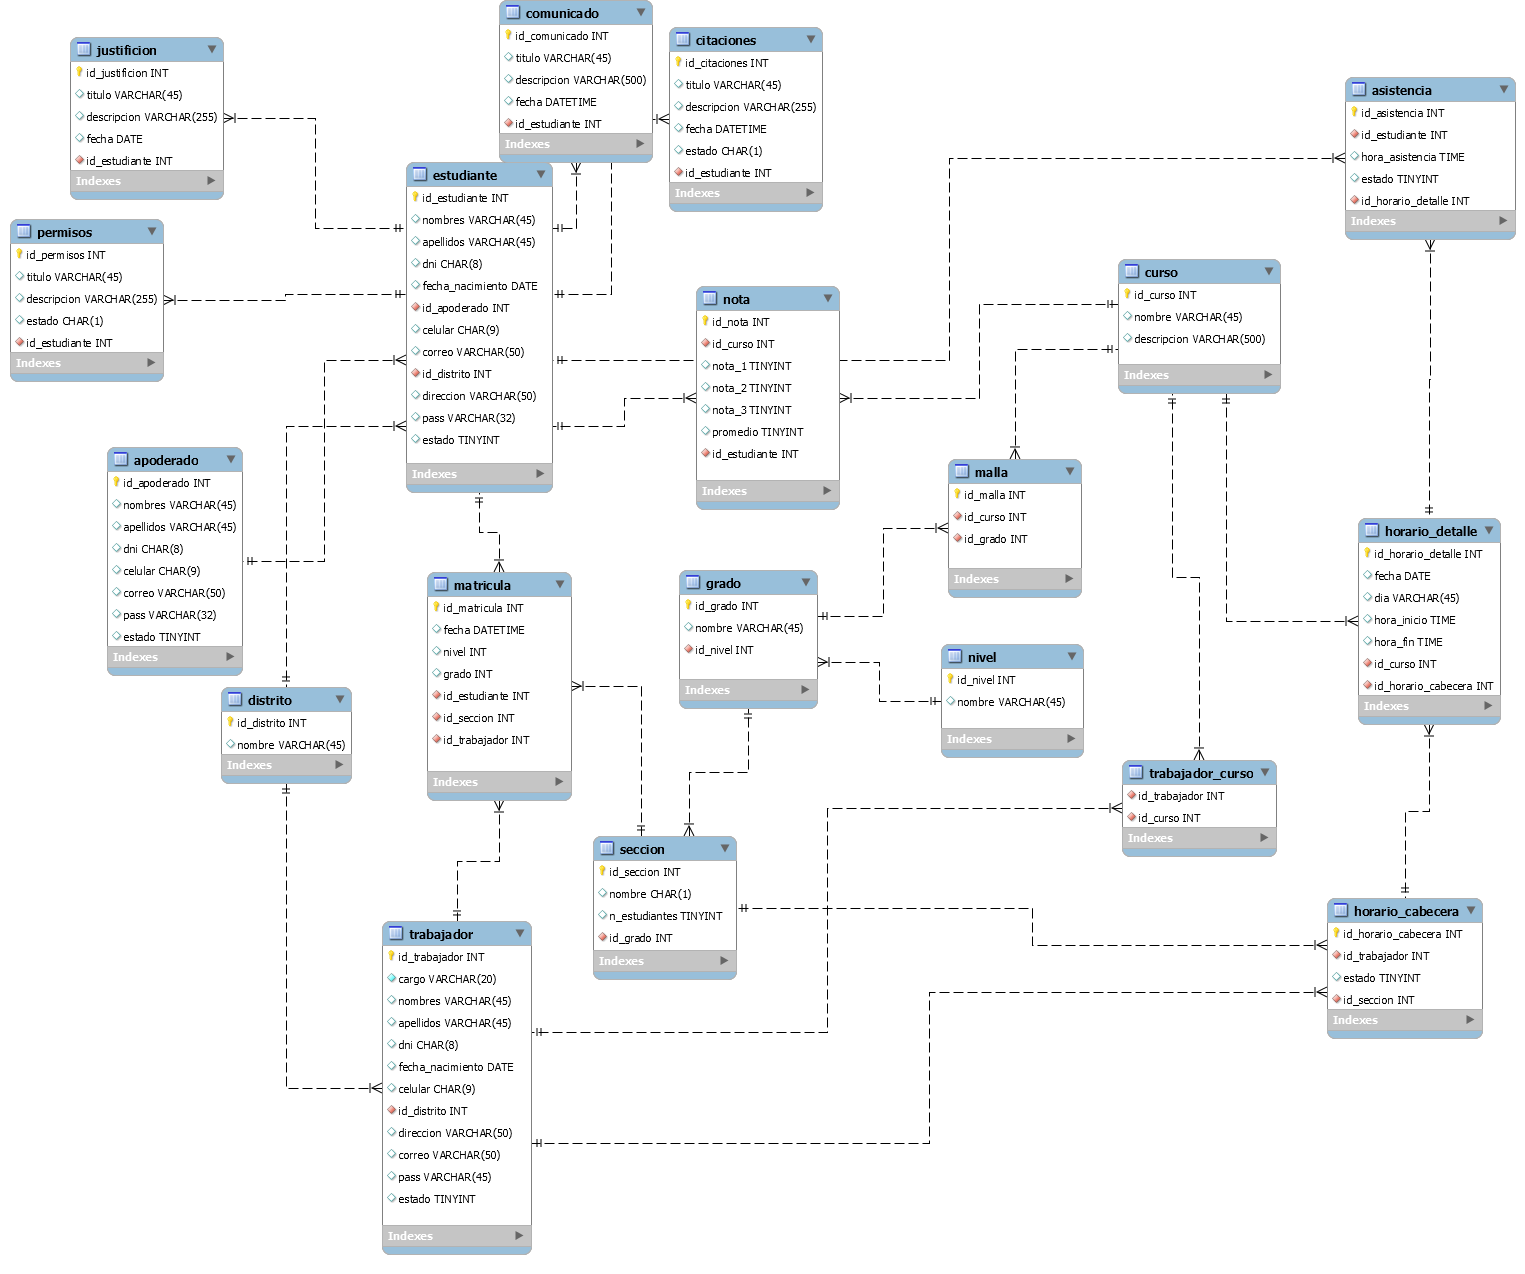 comunicado
id_comunicado INT
titulo VARCHAR(45)
descripcion VARCHAR(500)
fecha DATETIME
id_estudiante INT
Indexes
citaciones
id_citaciones INT
titulo VARCHAR(45)
descripcion VARCHAR(255)
fecha DATETIME
estado CHAR(1)
id_estudiante INT
Indexes
justificion
id_justificion INT
titulo VARCHAR(45)
descripcion VARCHAR(255)
fecha DATE
id_estudiante INT
Indexes
asistencia
id_asistencia INT
id_estudiante INT
hora_asistencia TIME
estado TINYINT
id_horario_detalle INT
Indexes
estudiante
id_estudiante INT
nombres VARCHAR(45)
apellidos VARCHAR(45)
dni CHAR(8)
fecha_nacimiento DATE
id_apoderado INT
celular CHAR(9)
correo VARCHAR(50)
id_distrito INT
direccion VARCHAR(50)
pass VARCHAR(32)
estado TINYINT
Indexes
permisos
id_permisos INT
titulo VARCHAR(45)
descripcion VARCHAR(255)
estado CHAR(1)
id_estudiante INT
Indexes
curso
id_curso INT
nombre VARCHAR(45)
descripcion VARCHAR(500)
Indexes
nota
id_nota INT
id_curso INT
nota_1 TINYINT
nota_2 TINYINT
nota_3 TINYINT
promedio TINYINT
id_estudiante INT
Indexes
apoderado
id_apoderado INT
nombres VARCHAR(45)
apellidos VARCHAR(45)
dni CHAR(8)
celular CHAR(9)
correo VARCHAR(50)
pass VARCHAR(32)
estado TINYINT
Indexes
malla
id_malla INT
id_curso INT
id_grado INT
Indexes
horario_detalle
id_horario_detalle INT
fecha DATE
dia VARCHAR(45)
hora_inicio TIME
hora_fin TIME
id_curso INT
id_horario_cabecera INT
Indexes
matricula
id_matricula INT
fecha DATETIME
nivel INT
grado INT
id_estudiante INT
id_seccion INT
id_trabajador INT
Indexes
grado
id_grado INT
nombre VARCHAR(45)
id_nivel INT
Indexes
nivel
id_nivel INT
nombre VARCHAR(45)
Indexes
distrito
id_distrito INT
nombre VARCHAR(45)
Indexes
trabajador_curso
id_trabajador INT
id_curso INT
Indexes
seccion
id_seccion INT
nombre CHAR(1)
n_estudiantes TINYINT
id_grado INT
Indexes
horario_cabecera
id_horario_cabecera INT
id_trabajador INT
estado TINYINT
id_seccion INT
Indexes
trabajador
id_trabajador INT
cargo VARCHAR(20)
nombres VARCHAR(45)
apellidos VARCHAR(45)
dni CHAR(8)
fecha_nacimiento DATE
celular CHAR(9)
id_distrito INT
direccion VARCHAR(50)
correo VARCHAR(50)
pass VARCHAR(45)
estado TINYINT
Indexes